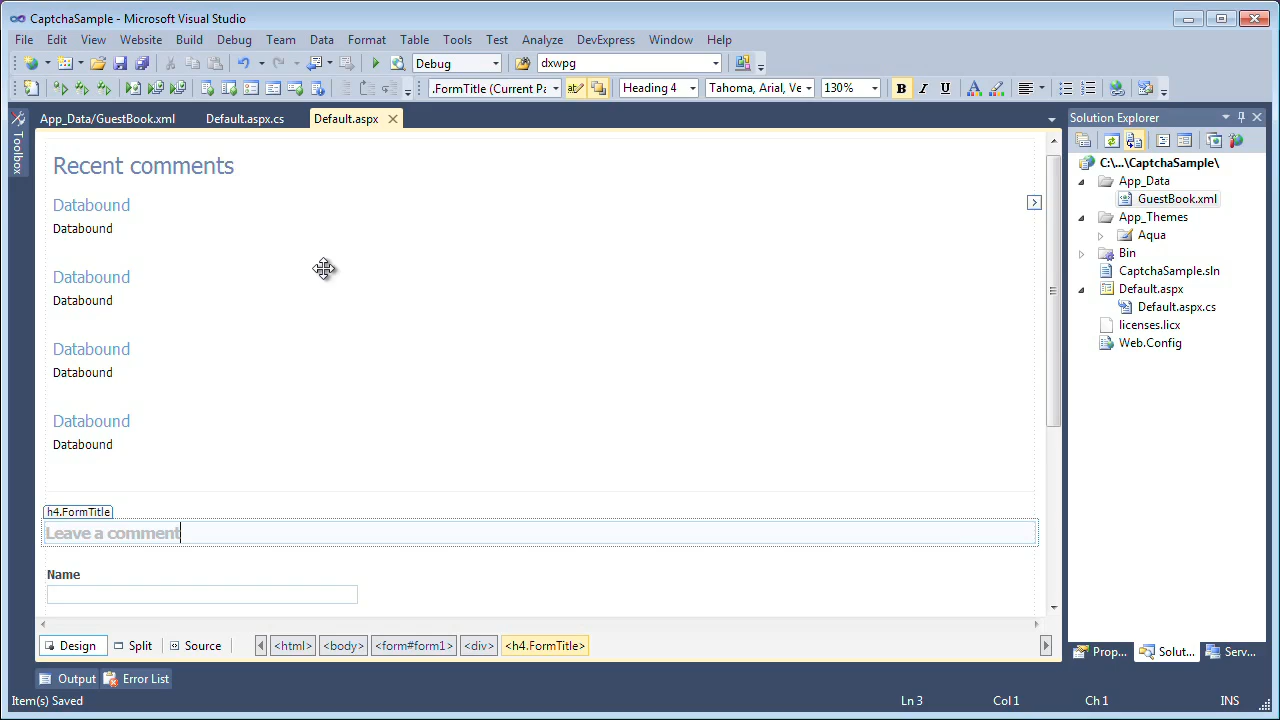 CaptchaSample - Microsoft Visual Studio
File Edit View Website Build Debug Team Data Format Table Tools Test Analyze DevExpress Window Help
Debug dxwpg
.FormTitle (Current Pa Heading 4 Tahoma, Arial, Ve 130% B I U A
App_Data/GuestBook.xml Default.aspx.cs Default.aspx
Solution Explorer
Toolbox
C:\...\CaptchaSample\
App_Data
GuestBook.xml
App_Themes
Aqua
Bin
CaptchaSample.sln
Default.aspx
Default.aspx.cs
licenses.licx
Web.Config
Recent comments
Databound
Databound
Databound
Databound
Databound
Databound
Databound
Databound
h4.FormTitle
Leave a comment
Name
Design Split Source <html> <body> <form#form1> <div> <h4.FormTitle>
Prop... Solut... Serv...
Output Error List
Item(s) Saved Ln 3 Col 1 Ch 1 INS